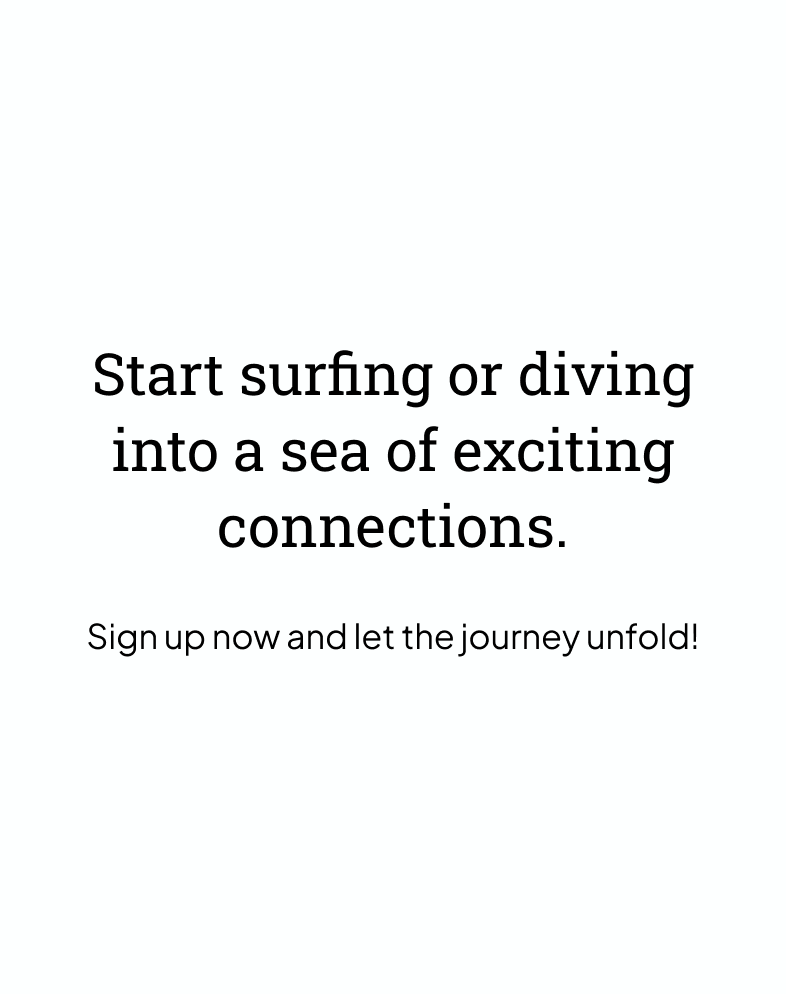 Start surfing or diving
into a sea of exciting
connections.
Sign up now and let the journey unfold!